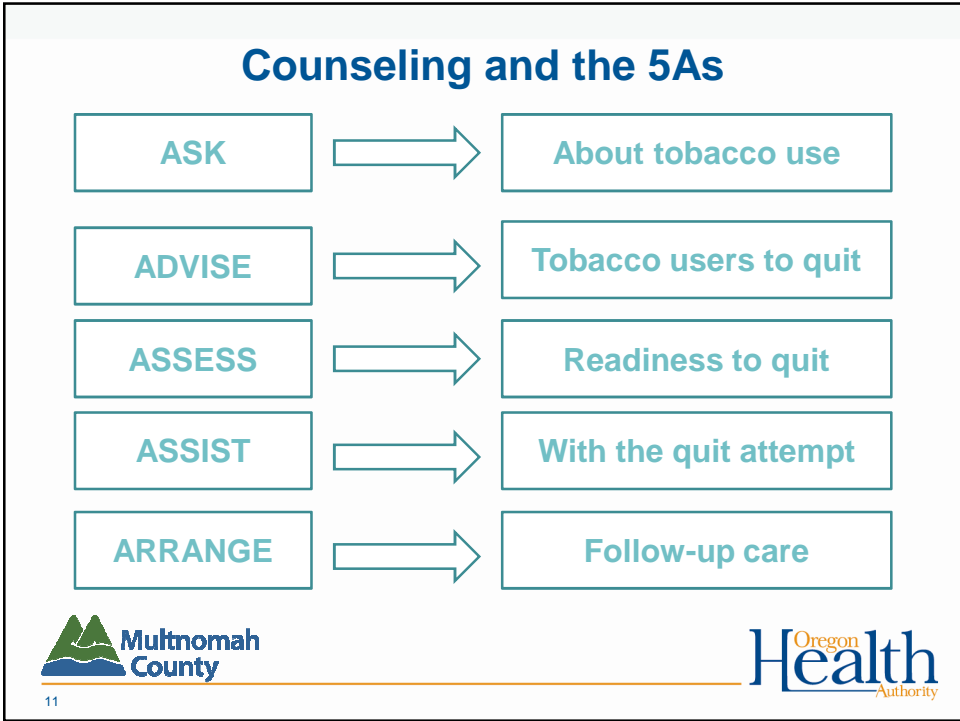 Counseling and the 5As
ASK
About tobacco use
ADVISE
Tobacco users to quit
ASSESS
Readiness to quit
ASSIST
With the quit attempt
ARRANGE
Follow-up care
Multnomah
County
Oregon
Health
Authority
11